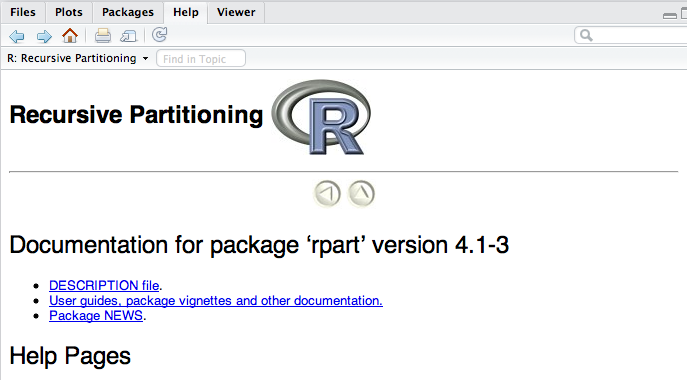 Files Plots Packages Help Viewer
R: Recursive Partitioning Find in Topic
Recursive Partitioning R
Documentation for package ‘rpart’ version 4.1-3
DESCRIPTION file.
User guides, package vignettes and other documentation.
Package NEWS.
Help Pages